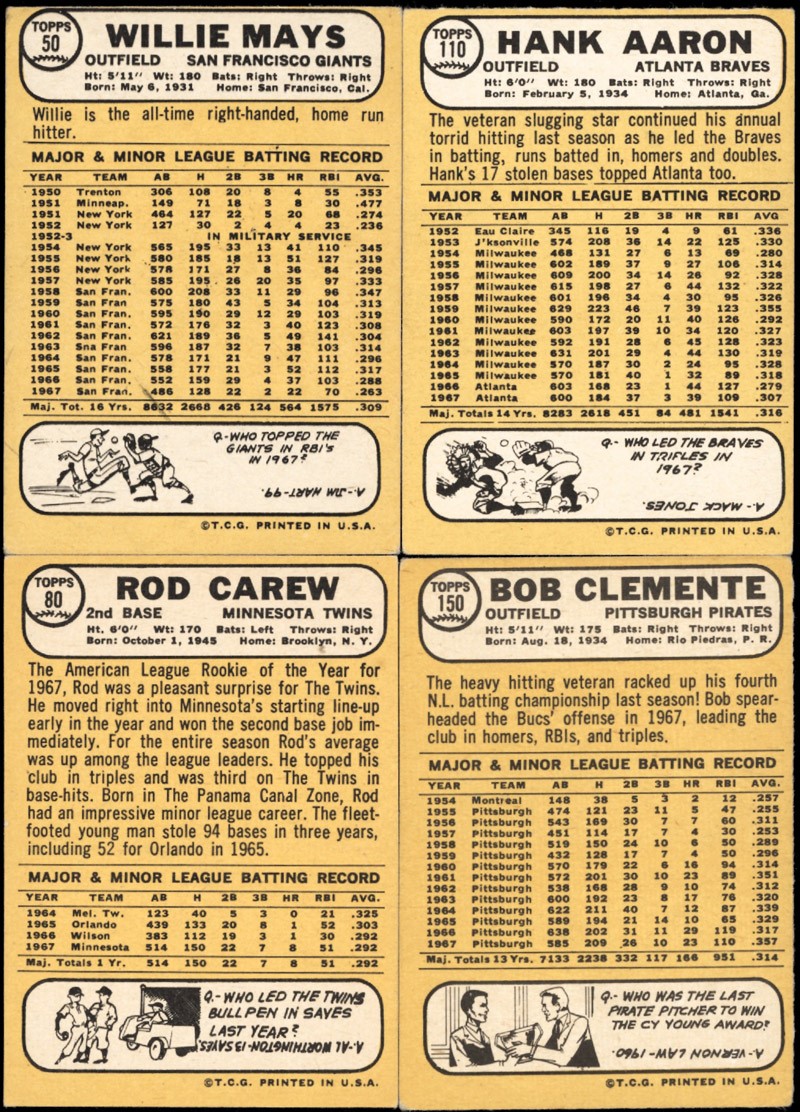 TOPPS
50
WILLIE MAYS
OUTFIELD SAN FRANCISCO GIANTS
Ht: 5'11" Wt: 180 Bats: Right Throws: Right
Born: May 6, 1931 Home: San Francisco, Cal.
Willie is the all-time right-handed, home run
hitter.
MAJOR & MINOR LEAGUE BATTING RECORD
YEAR TEAM AB H 2B 3B HR RBI AVG.
1950 Trenton 306 108 20 8 4 55 .353
1951 Minneap. 149 71 18 3 8 30 .477
1951 New York 464 127 22 5 20 68 .274
1952 New York 127 30 2 4 4 23 .236
1952-3 IN MILITARY SERVICE
1954 New York 565 195 33 13 41 110 .345
1955 New York 580 185 18 13 51 127 .319
1956 New York 578 171 27 8 36 84 .296
1957 New York 585 195 26 20 35 97 .333
1958 San Fran. 600 208 33 11 29 96 .347
1959 San Fran. 575 180 43 5 34 104 .313
1960 San Fran. 595 190 29 12 29 103 .319
1961 San Fran. 572 176 32 3 40 123 .308
1962 San Fran. 621 189 36 5 49 141 .304
1963 Sna Fran 596 187 32 7 38 103 .314
1964 San Fran. 578 171 21 9 47 111 .296
1965 San Fran. 558 177 21 3 52 112 .317
1966 San Fran. 552 159 29 4 37 103 .288
1967 San Fran. 486 128 22 2 22 70 .263
Maj. Tot. 16 Yrs. 8632 2668 426 124 564 1575 .309
Q.-WHO TOPPED THE
GIANTS IN RBI'S
IN 1967?
A.-JIM HART-99.
©T.C.G. PRINTED IN U.S.A.
TOPPS
110
HANK AARON
OUTFIELD ATLANTA BRAVES
Ht: 6'0" Wt: 180 Bats: Right Throws: Right
Born: February 5, 1934 Home: Atlanta, Ga.
The veteran slugging star continued his annual
torrid hitting last season as he led the Braves
in batting, runs batted in, homers and doubles.
Hank's 17 stolen bases topped Atlanta too.
MAJOR & MINOR LEAGUE BATTING RECORD
YEAR TEAM AB H 2B 3B HR RBI AVG
1952 Eau Claire 345 116 19 4 9 61 .336
1953 J'ksonville 574 208 36 14 22 125 .330
1954 Milwaukee 468 131 27 6 13 69 .280
1955 Milwaukee 602 189 37 9 27 106 .314
1956 Milwaukee 609 200 34 14 26 92 .328
1957 Milwaukee 615 198 27 6 44 132 .322
1958 Milwaukee 601 196 34 4 30 95 .326
1959 Milwaukee 629 223 46 7 39 123 .355
1960 Milwaukee 590 172 20 11 40 126 .292
1961 Milwaukee 603 197 39 10 34 120 .327
1962 Milwaukee 592 191 28 6 45 128 .323
1963 Milwaukee 631 201 29 4 44 130 .319
1964 Milwaukee 570 187 30 2 24 95 .328
1965 Milwaukee 570 181 40 1 32 89 .318
1966 Atlanta 603 168 23 1 44 127 .279
1967 Atlanta 600 184 37 3 39 109 .307
Maj. Totals 14 Yrs. 8283 2618 451 84 481 1541 .316
Q.- WHO LED THE BRAVES
IN TRIPLES IN
1967?
A.- MACK JONES.
©T.C.G. PRINTED IN U.S.A.
TOPPS
80
ROD CAREW
2nd BASE MINNESOTA TWINS
Ht. 6'0" Wt: 170 Bats: Left Throws: Right
Born: October 1, 1945 Home: Brooklyn, N. Y.
The American League Rookie of the Year for
1967, Rod was a pleasant surprise for The Twins.
He moved right into Minnesota's starting line-up
early in the year and won the second base job im-
mediately. For the entire season Rod's average
was up among the league leaders. He topped his
club in triples and was third on The Twins in
base-hits. Born in The Panama Canal Zone, Rod
had an impressive minor league career. The fleet-
footed young man stole 94 bases in three years,
including 52 for Orlando in 1965.
MAJOR & MINOR LEAGUE BATTING RECORD
YEAR TEAM AB H 2B 3B HR RBI AVG.
1964 Mel. Tw. 123 40 5 3 0 21 .325
1965 Orlando 439 133 20 8 1 52 .303
1966 Wilson 383 112 19 3 1 30 .292
1967 Minnesota 514 150 22 7 8 51 .292
Maj. Totals 1 Yr. 514 150 22 7 8 51 .292
Q.-WHO LED THE TWINS
BULL PEN IN SAVES
LAST YEAR?
A.-AL WORTHINGTON-13 SAVES.
©T.C.G. PRINTED IN U.S.A.
TOPPS
150
BOB CLEMENTE
OUTFIELD PITTSBURGH PIRATES
Ht: 5'11" Wt: 175 Bats: Right Throws: Right
Born: Aug. 18, 1934 Home: Rio Piedras, P. R.
The heavy hitting veteran racked up his fourth
N.L. batting championship last season! Bob spear-
headed the Bucs' offense in 1967, leading the
club in homers, RBIs, and triples.
MAJOR & MINOR LEAGUE BATTING RECORD
YEAR TEAM AB H 2B 3B HR RBI AVG.
1954 Montreal 148 38 5 3 2 12 .257
1955 Pittsburgh 474 121 23 11 5 47 .255
1956 Pittsburgh 543 169 30 7 7 60 .311
1957 Pittsburgh 451 114 17 7 4 30 .253
1958 Pittsburgh 519 150 24 10 6 50 .289
1959 Pittsburgh 432 128 17 7 4 50 .296
1960 Pittsburgh 570 179 22 6 16 94 .314
1961 Pittsburgh 572 201 30 10 23 89 .351
1962 Pittsburgh 538 168 28 9 10 74 .312
1963 Pittsburgh 600 192 23 8 17 76 .320
1964 Pittsburgh 622 211 40 7 12 87 .339
1965 Pittsburgh 589 194 21 14 10 65 .329
1966 Pittsburgh 638 202 31 11 29 119 .317
1967 Pittsburgh 585 209 26 10 23 110 .357
Maj. Totals 13 Yrs. 7133 2238 332 117 166 951 .314
Q.- WHO WAS THE LAST
PIRATE PITCHER TO WIN
THE CY YOUNG AWARD?
A.-VERNON LAW-1960.
©T.C.G. PRINTED IN U.S.A.